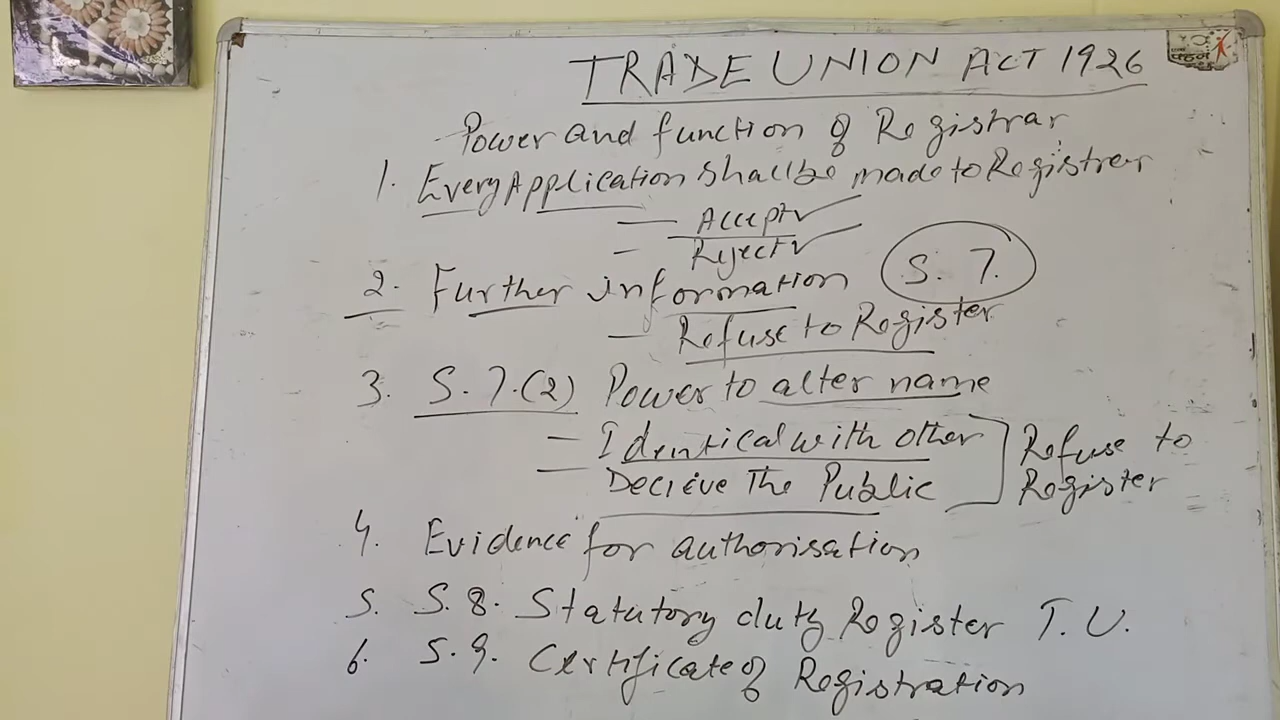 TRADE UNION ACT 1926
Power and function of Registrar
1. Every Application shall be made to Registrer
— Accept
— Reject
2. Further information S. 7.
— Refuse to Register
3. S. 7.(2) Power to alter name
— Identical with other
— Decieve The Public
Refuse to
Register
4. Evidence for authorisation
5. S. 8. Statutory duty Register T. U.
6. S. 9. Certificate of Registration